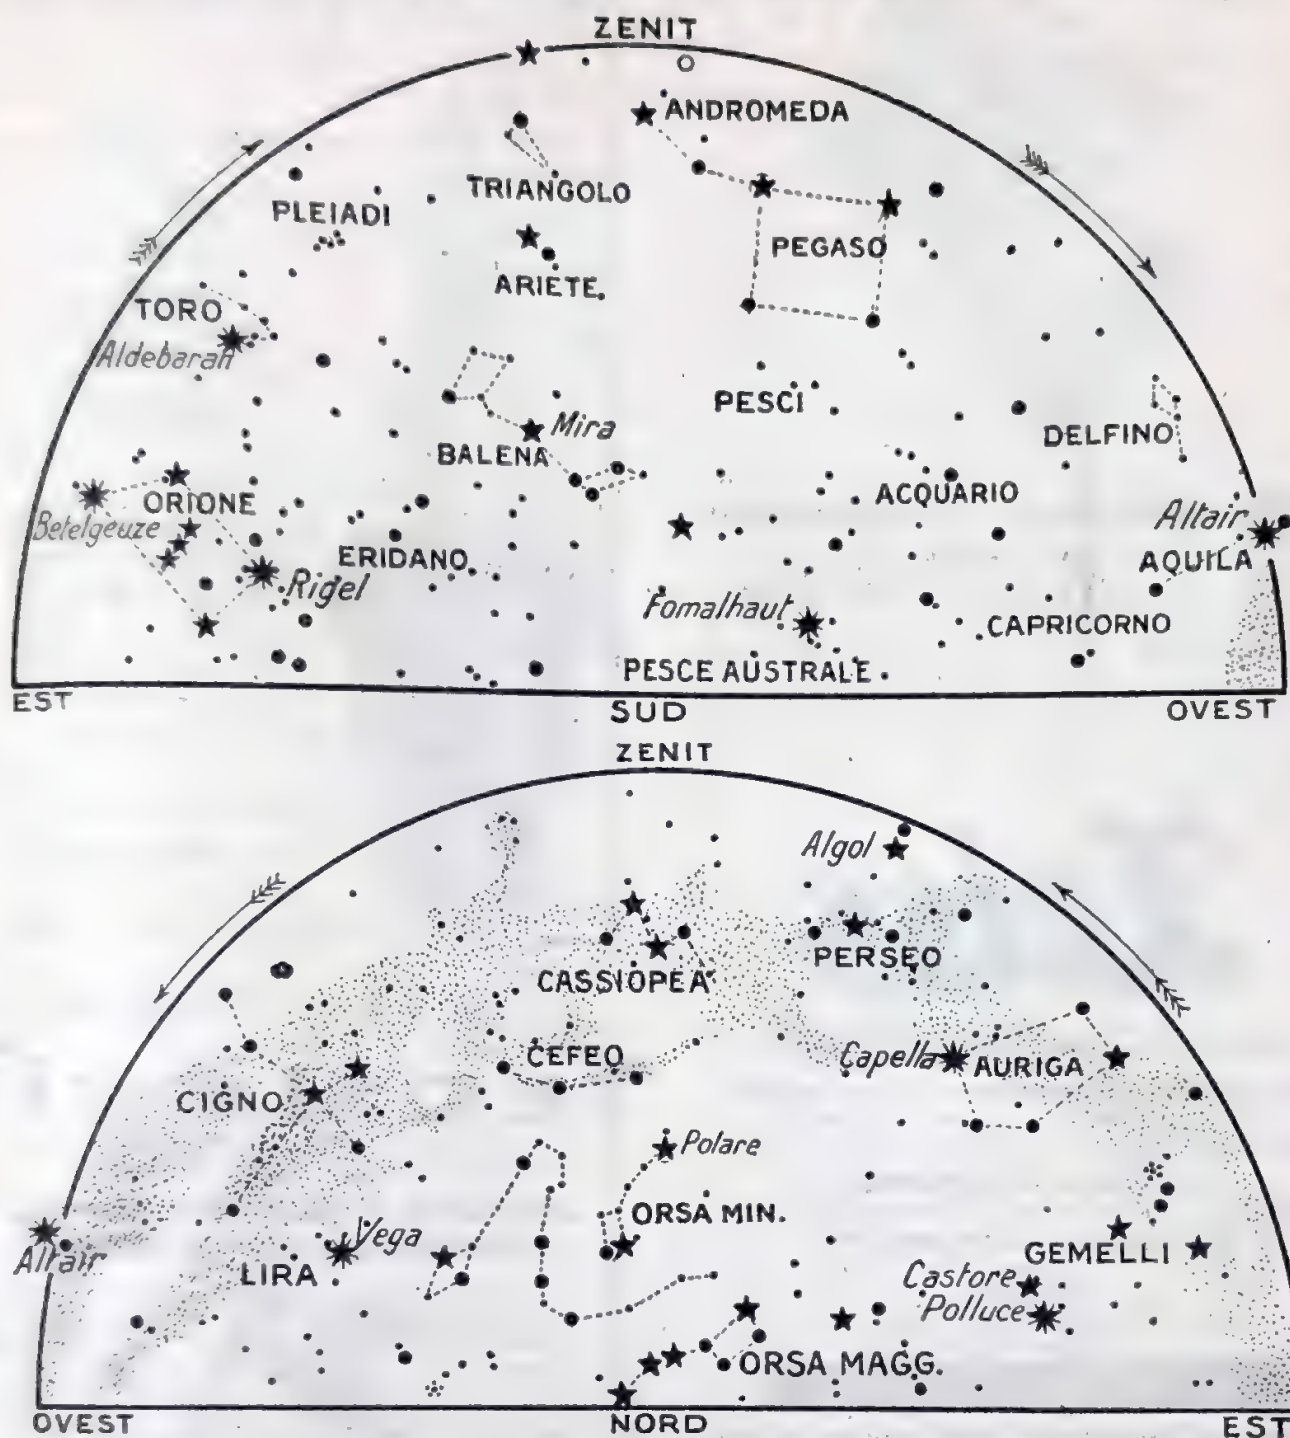 ZENIT
ANDROMEDA
TRIANGOLO
PLEIADI
PEGASO
ARIETE.
TORO
Aldebaran
PESCI
Mira
DELFINO
BALENA
ORIONE
ACQUARIO
Betelgeuze
Altair
ERIDANO
AQUILA
Rigel
Fomalhaut
CAPRICORNO
PESCE AUSTRALE
EST
SUD
OVEST
ZENIT
Algol
PERSEO
CASSIOPEA
CEFEO
Capella
AURIGA
CIGNO
Polare
ORSA MIN.
Vega
GEMELLI
Altair
LIRA
Castore
Polluce
ORSA MAGG.
OVEST
NORD
EST